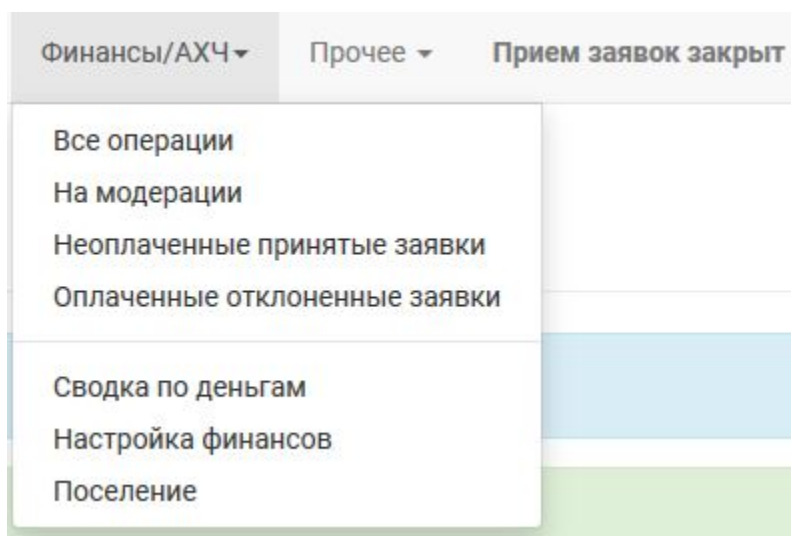 Финансы/АХЧ Прочее Прием заявок закрыт
Все операции
На модерации
Неоплаченные принятые заявки
Оплаченные отклоненные заявки
Сводка по деньгам
Настройка финансов
Поселение